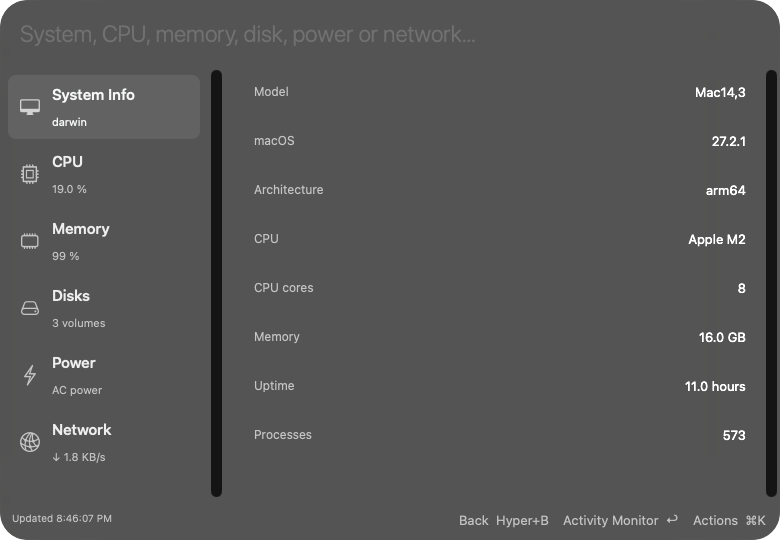 System, CPU, memory, disk, power or network...
System Info
darwin
CPU
19.0 %
Memory
99 %
Disks
3 volumes
Power
AC power
Network
↓ 1.8 KB/s
Model Mac14,3
macOS 27.2.1
Architecture arm64
CPU Apple M2
CPU cores 8
Memory 16.0 GB
Uptime 11.0 hours
Processes 573
Updated 8:46:07 PM
Back Hyper+B Activity Monitor ↩ Actions ⌘K